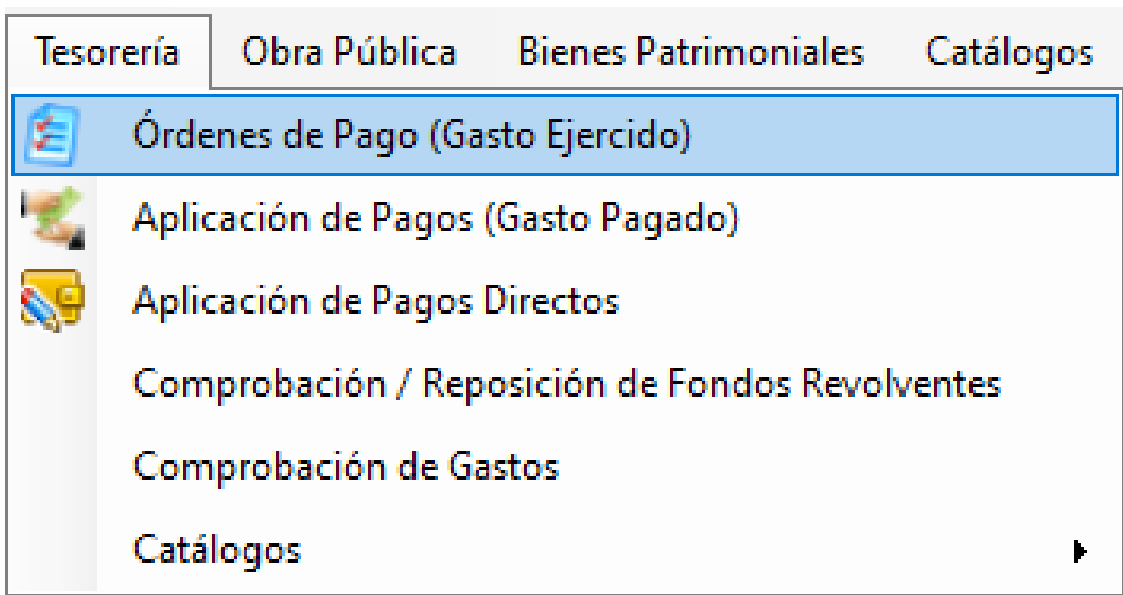 Tesorería Obra Pública Bienes Patrimoniales Catálogos
Órdenes de Pago (Gasto Ejercido)
Aplicación de Pagos (Gasto Pagado)
Aplicación de Pagos Directos
Comprobación / Reposición de Fondos Revolventes
Comprobación de Gastos
Catálogos